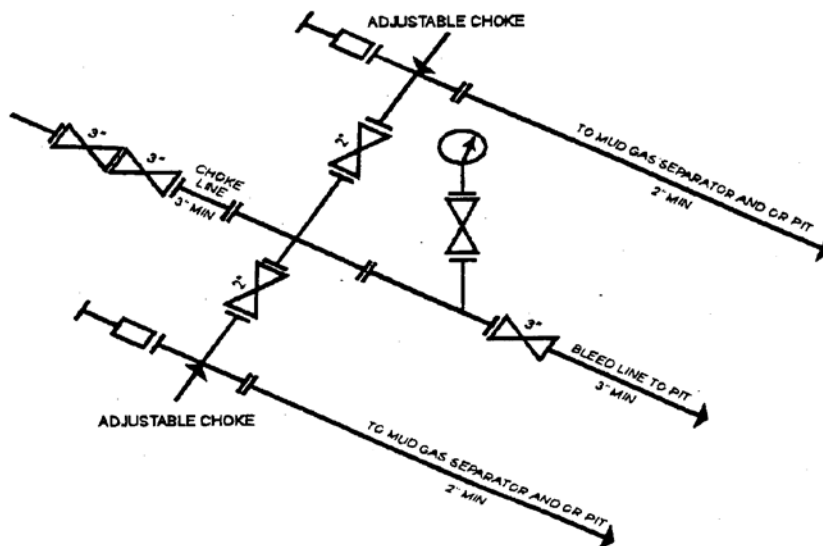 ADJUSTABLE CHOKE
3"
3"
CHOKE
LINE
3" MIN
2"
TO MUD GAS SEPARATOR AND OR PIT
2" MIN
2"
3"
BLEED LINE TO PIT
3" MIN
ADJUSTABLE CHOKE
TO MUD GAS SEPARATOR AND OR PIT
2" MIN